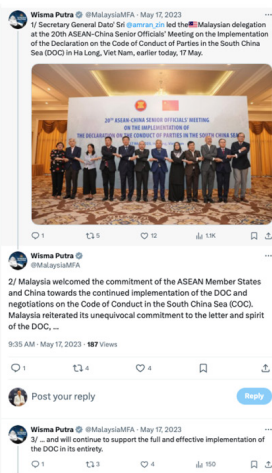 Wisma Putra @MalaysiaMFA · May 17, 2023
1/ Secretary General Dato' Sri @amran_zin led the🇲🇾Malaysian delegation
at the 20th ASEAN-China Senior Officials' Meeting on the Implementation
of the Declaration on the Code of Conduct of Parties in the South China
Sea (DOC) in Ha Long, Viet Nam, earlier today, 17 May.
20TH ASEAN-CHINA SENIOR OFFICIALS' MEETING
ON THE IMPLEMENTATION OF
THE DECLARATION ON THE CONDUCT OF PARTIES IN THE SOUTH CHINA SEA
1 5 12 1.1K
Wisma Putra
@MalaysiaMFA
2/ Malaysia welcomed the commitment of the ASEAN Member States
and China towards the continued implementation of the DOC and
negotiations on the Code of Conduct in the South China Sea (COC).
Malaysia reiterated its unequivocal commitment to the letter and spirit
of the DOC, ...
9:35 AM · May 17, 2023 · 187 Views
1 4 4
Post your reply
Reply
Wisma Putra @MalaysiaMFA · May 17, 2023
3/ ... and will continue to support the full and effective implementation of
the DOC in its entirety.
1 3 4 150